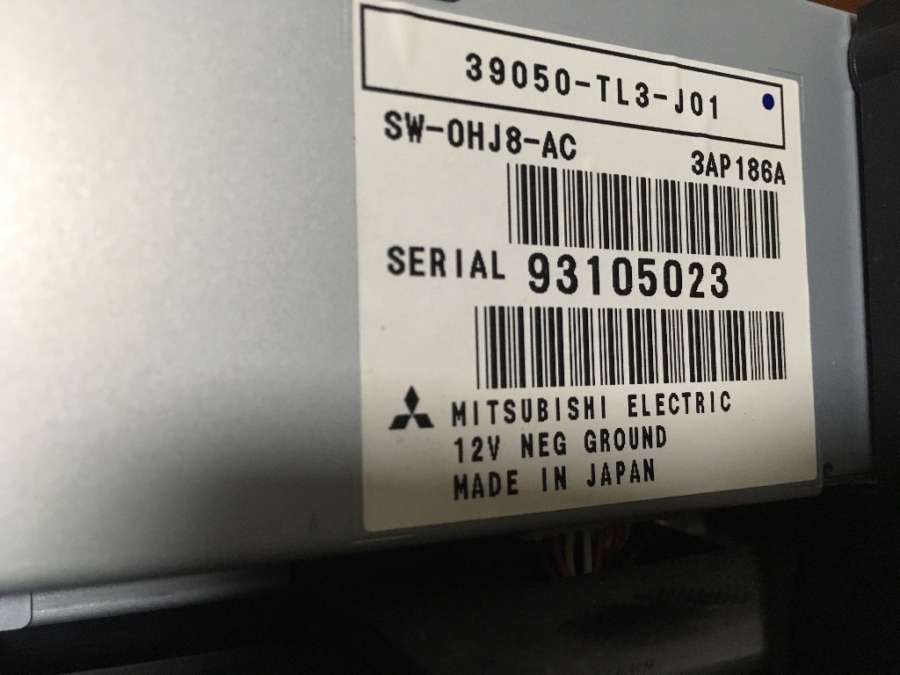 39050-TL3-J01
SW-0HJ8-AC
3AP186A
SERIAL 93105023
MITSUBISHI ELECTRIC
12V NEG GROUND
MADE IN JAPAN